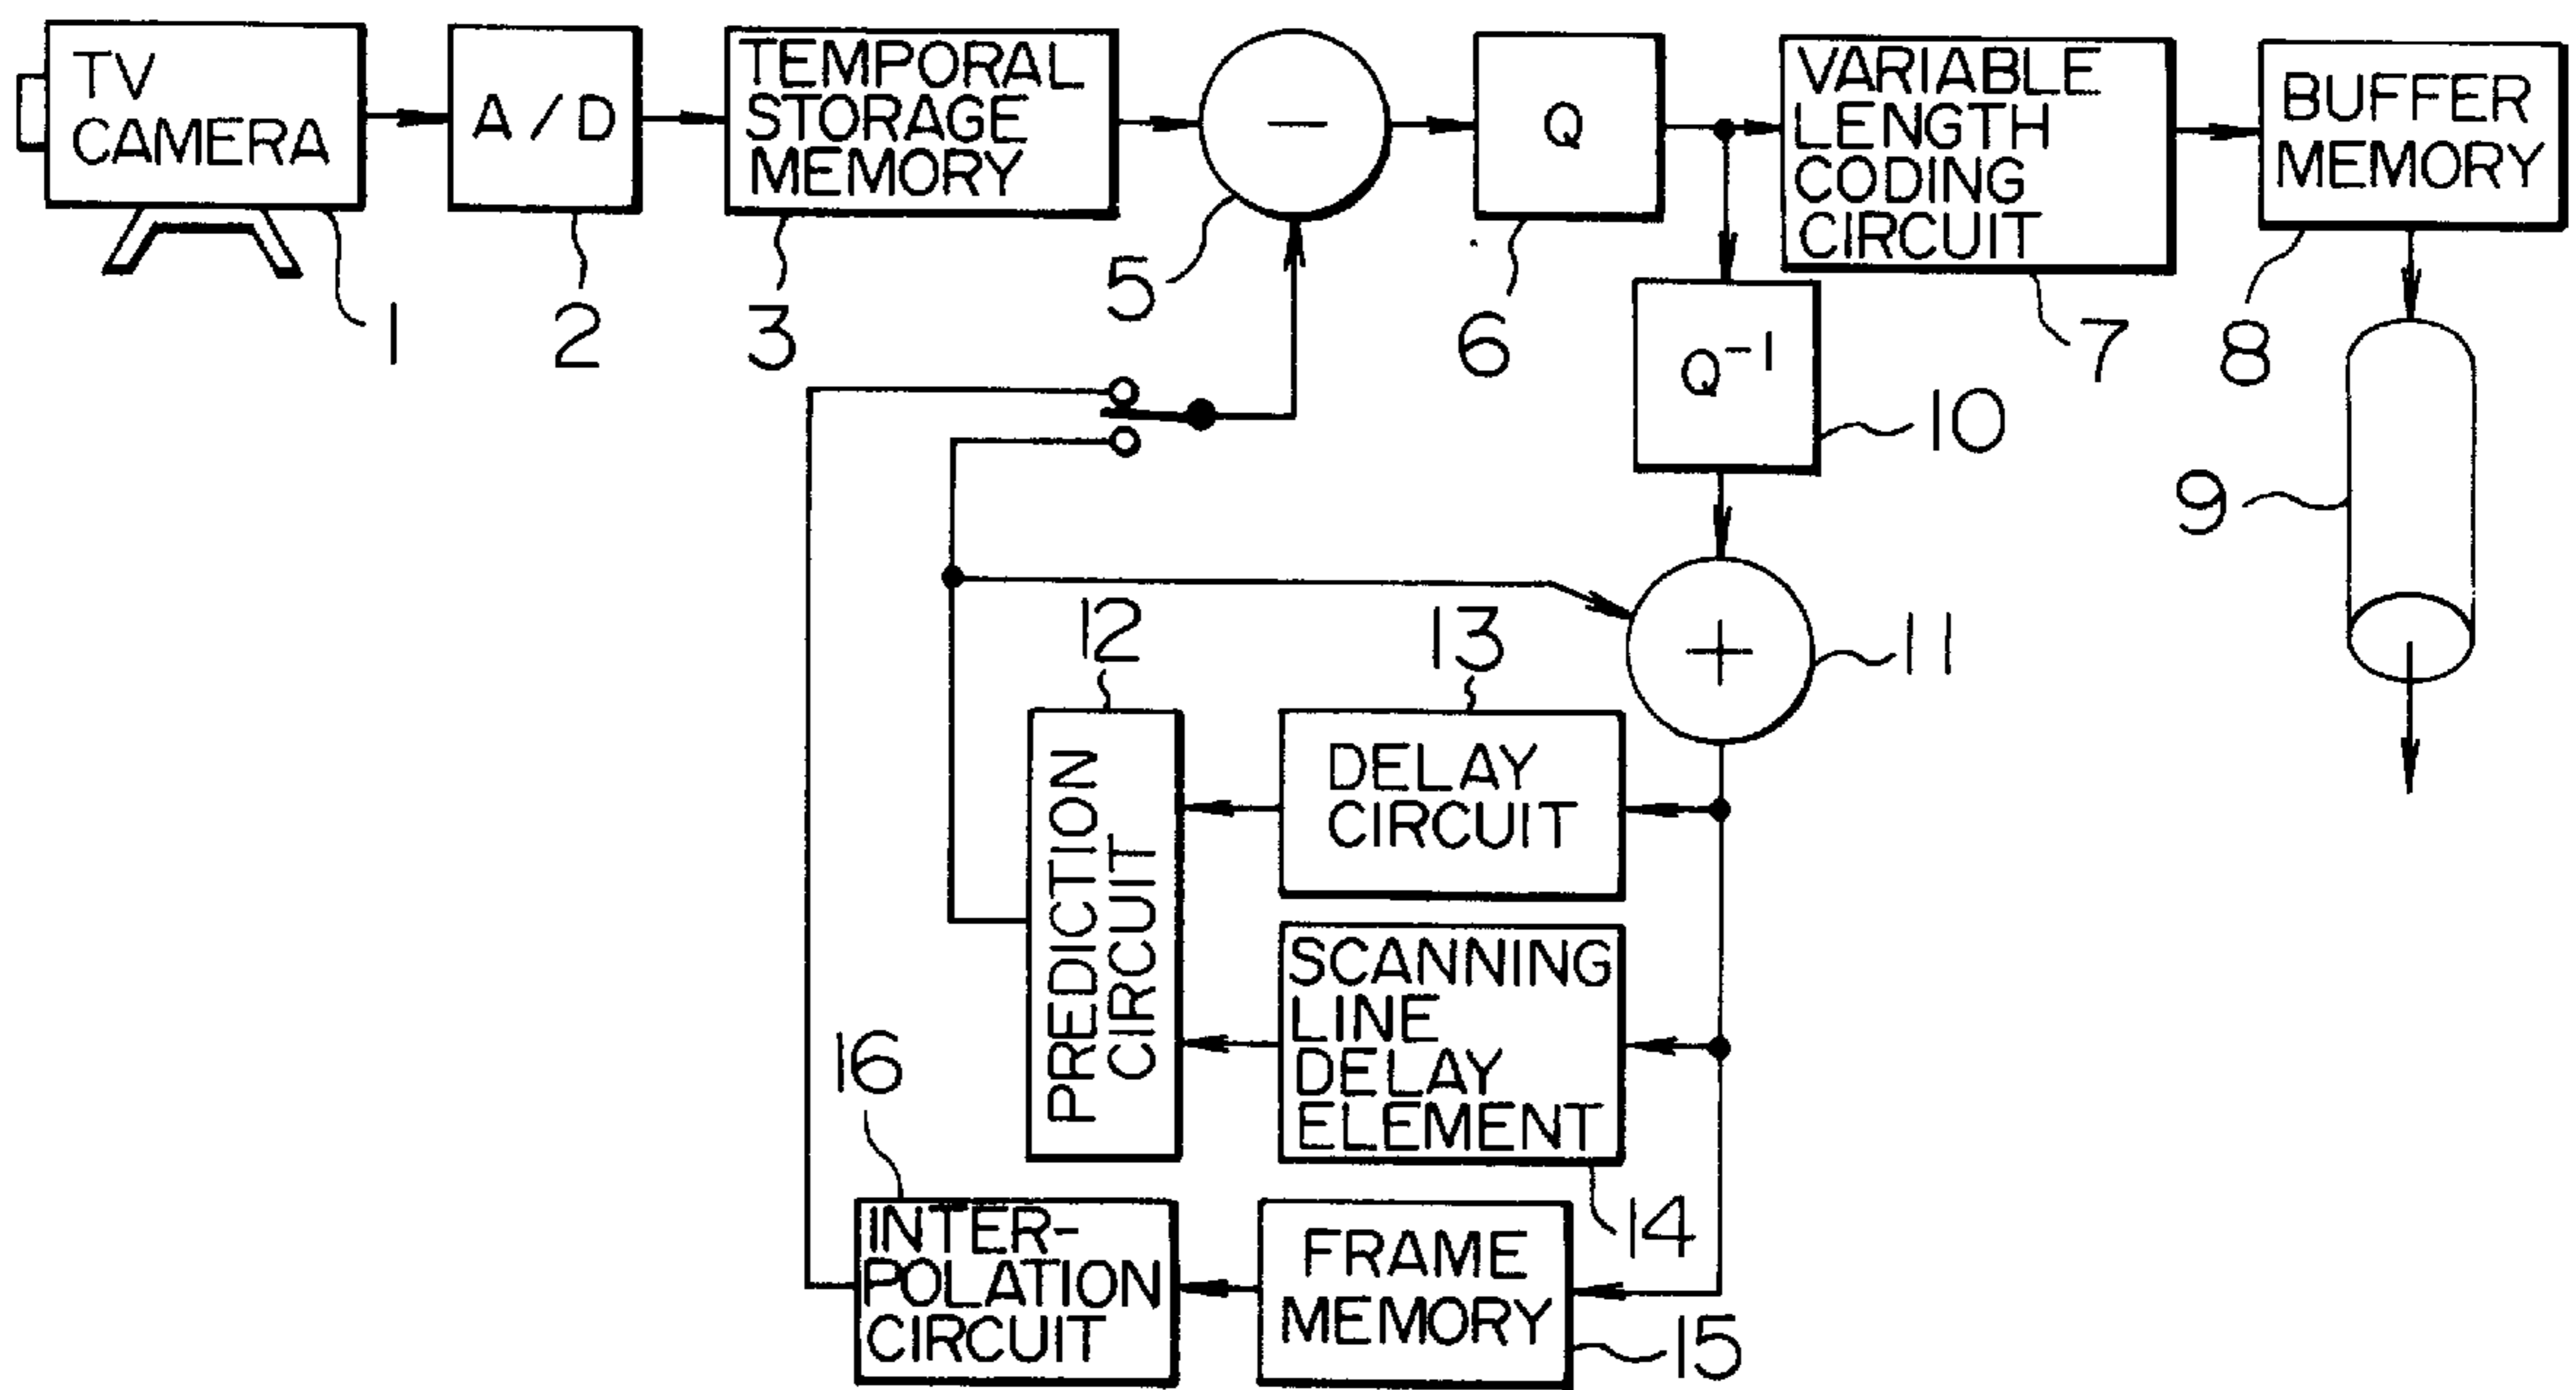 TV
CAMERA
A/D
TEMPORAL
STORAGE
MEMORY
−
Q
VARIABLE
LENGTH
CODING
CIRCUIT
BUFFER
MEMORY
1
2
3
5
6
7
8
Q⁻¹
10
9
+
11
12
13
PREDICTION
CIRCUIT
DELAY
CIRCUIT
SCANNING
LINE
DELAY
ELEMENT
16
14
INTER-
POLATION
CIRCUIT
FRAME
MEMORY
15